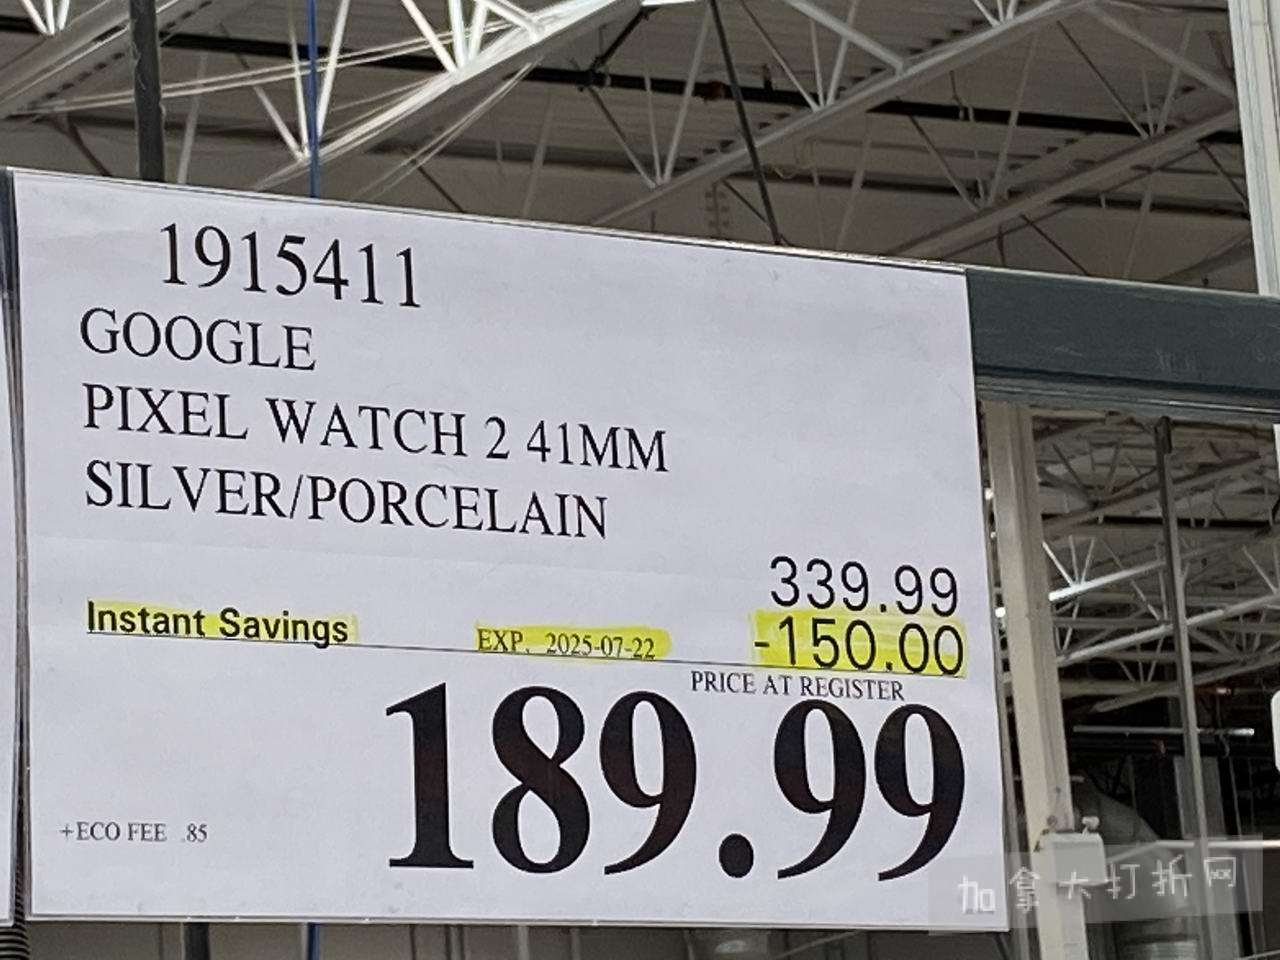 1915411
GOOGLE
PIXEL WATCH 2 41MM
SILVER/PORCELAIN
339.99
Instant Savings EXP. 2025-07-22 -150.00
PRICE AT REGISTER
189.99
+ECO FEE .85
加拿大打折网